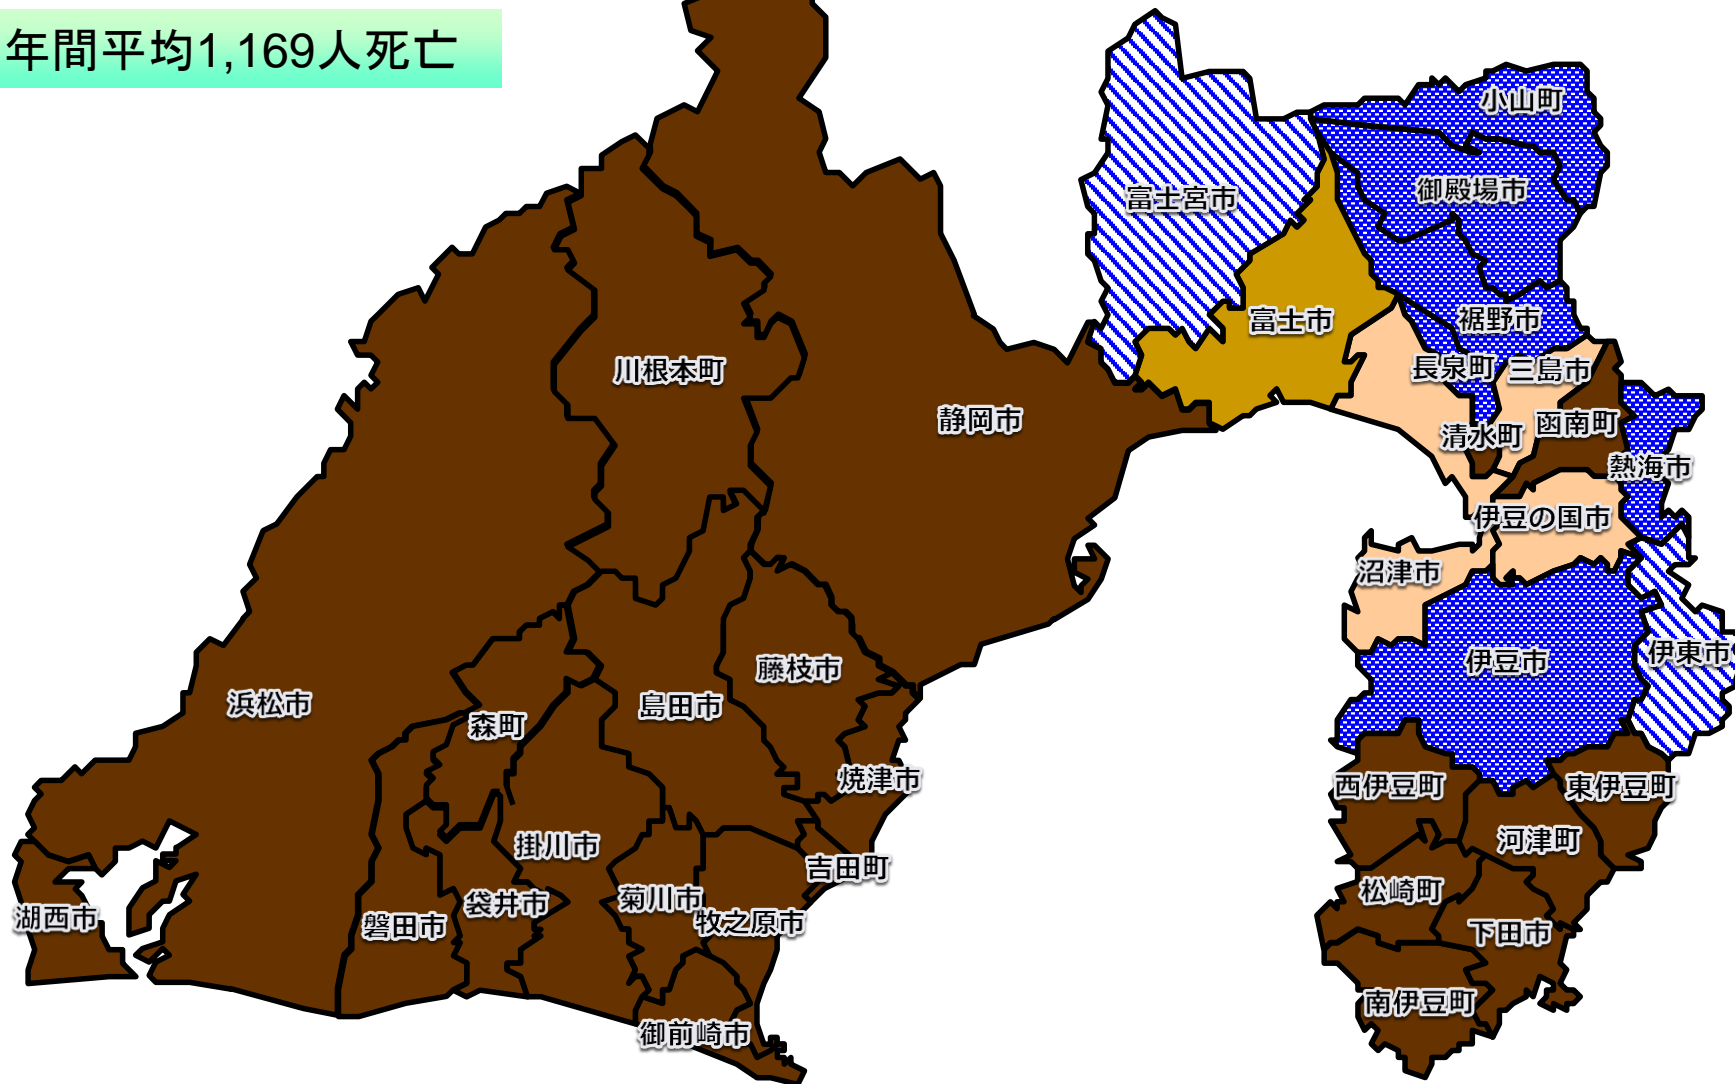 年間平均1,169人死亡
小山町
御殿場市
富士宮市
富士市
裾野市
長泉町
三島市
川根本町
静岡市
函南町
清水町
熱海市
伊豆の国市
沼津市
伊東市
伊豆市
藤枝市
浜松市
島田市
森町
焼津市
西伊豆町
東伊豆町
掛川市
河津町
吉田町
松崎町
菊川市
袋井市
湖西市
磐田市
牧之原市
下田市
南伊豆町
御前崎市